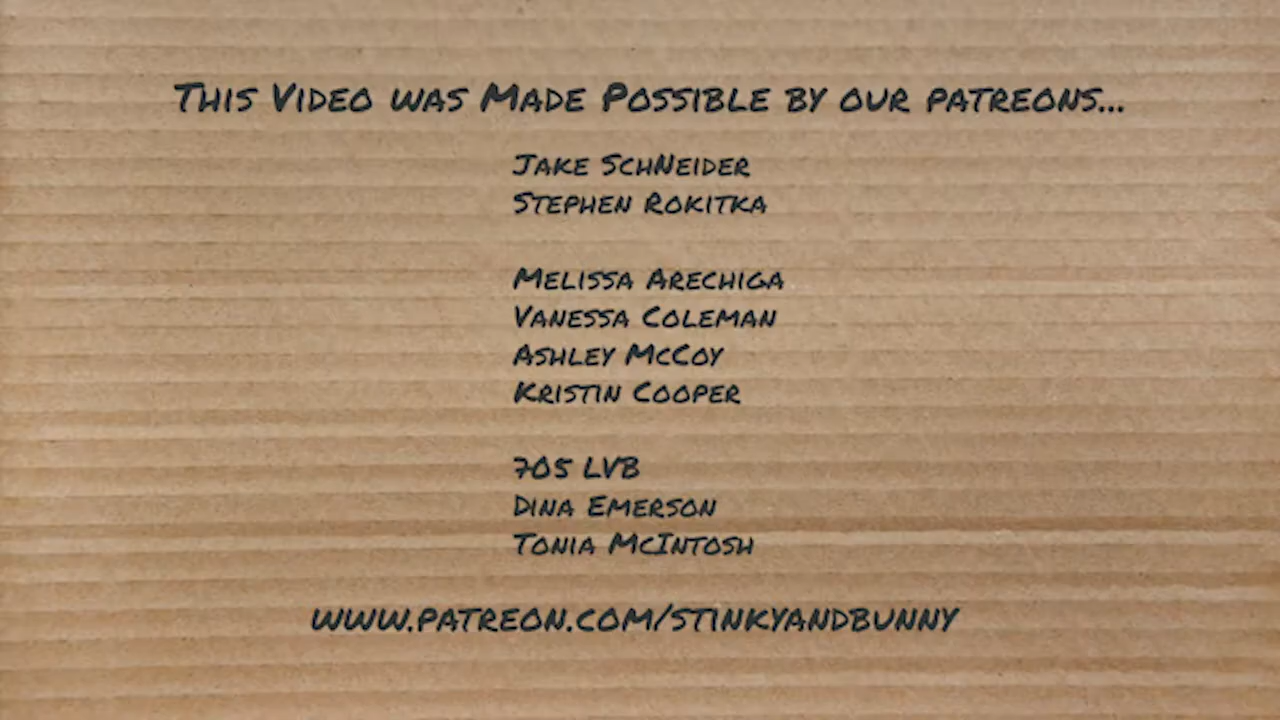 This Video was Made Possible by our patreons...
Jake Schneider
Stephen Rokitka
Melissa Arechiga
Vanessa Coleman
Ashley McCoy
Kristin Cooper
705 LVB
Dina Emerson
Tonia McIntosh
www.patreon.com/stinkyandbunny